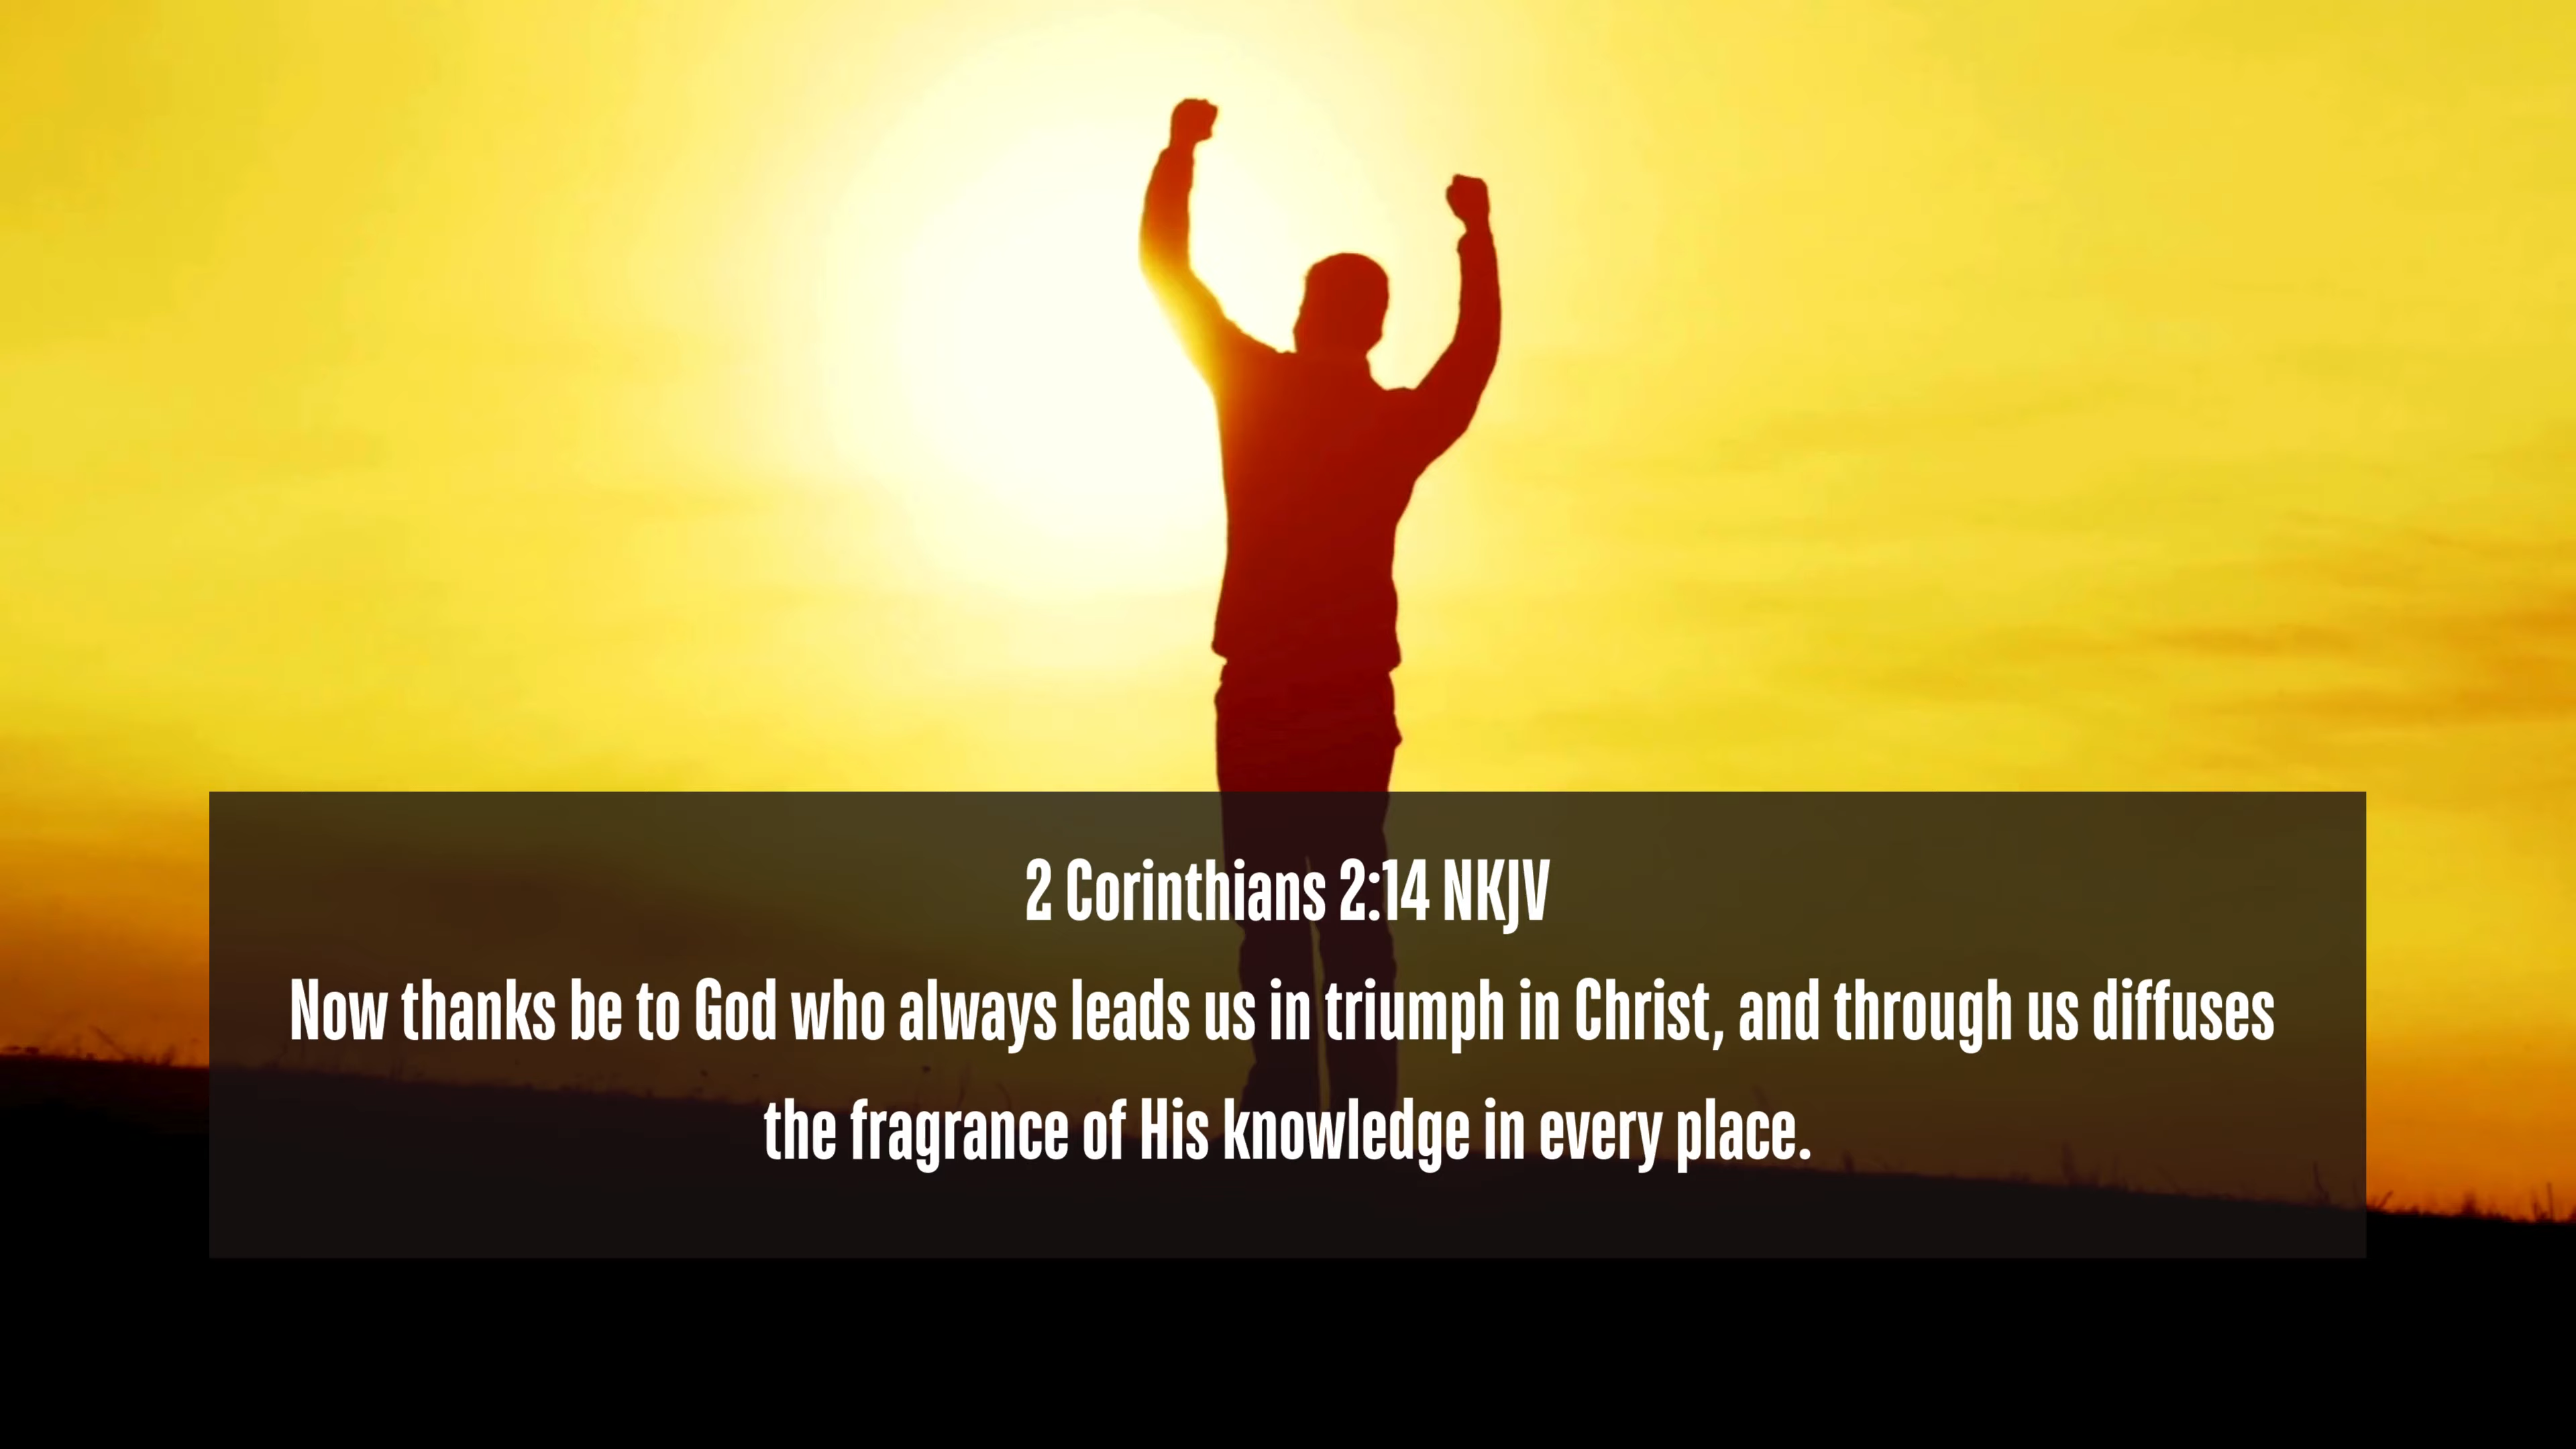 2 Corinthians 2:14 NKJV
Now thanks be to God who always leads us in triumph in Christ, and through us diffuses
the fragrance of His knowledge in every place.